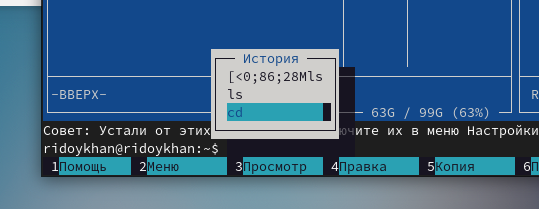 История
[<0;86;28Mls
ls
cd
-ВВЕРХ-
63G / 99G (63%)
Совет: Устали от этих ючите их в меню Настройки
ridoykhan@ridoykhan:~$
1Помощь 2Меню 3Просмотр 4Правка 5Копия 6П